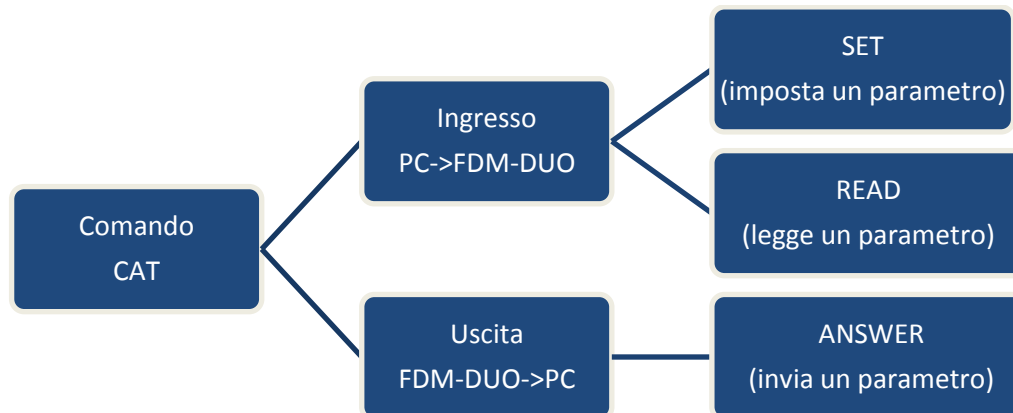 Comando
CAT
Ingresso
PC->FDM-DUO
SET
(imposta un parametro)
READ
(legge un parametro)
Uscita
FDM-DUO->PC
ANSWER
(invia un parametro)